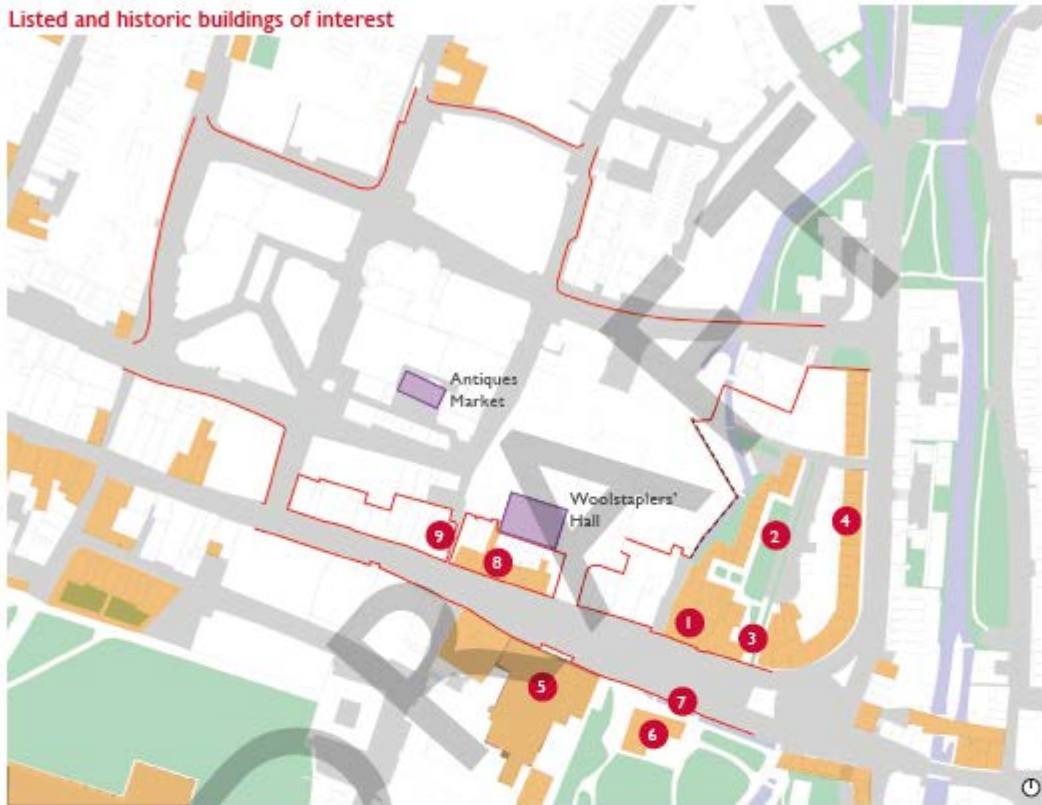 Listed and historic buildings of interest
Antiques
Market
Woolstaplers'
Hall
4
2
9
8
1
3
5
7
6
DRAFT